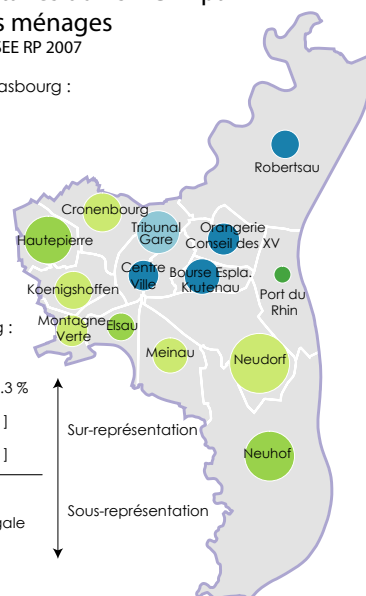 s ménages
SEE RP 2007
asbourg :
Robertsau
Cronenbourg
Tribunal
Gare
Orangerie
Conseil des XV
Hautepierre
Centre
Ville
Bourse Espla.
Krutenau
Koenigshoffen
Port du
Rhin
g :
Montagne
Verte
Elsau
Meinau
Neudorf
.3 %
]
Sur-représentation
]
Neuhof
Sous-représentation
gale